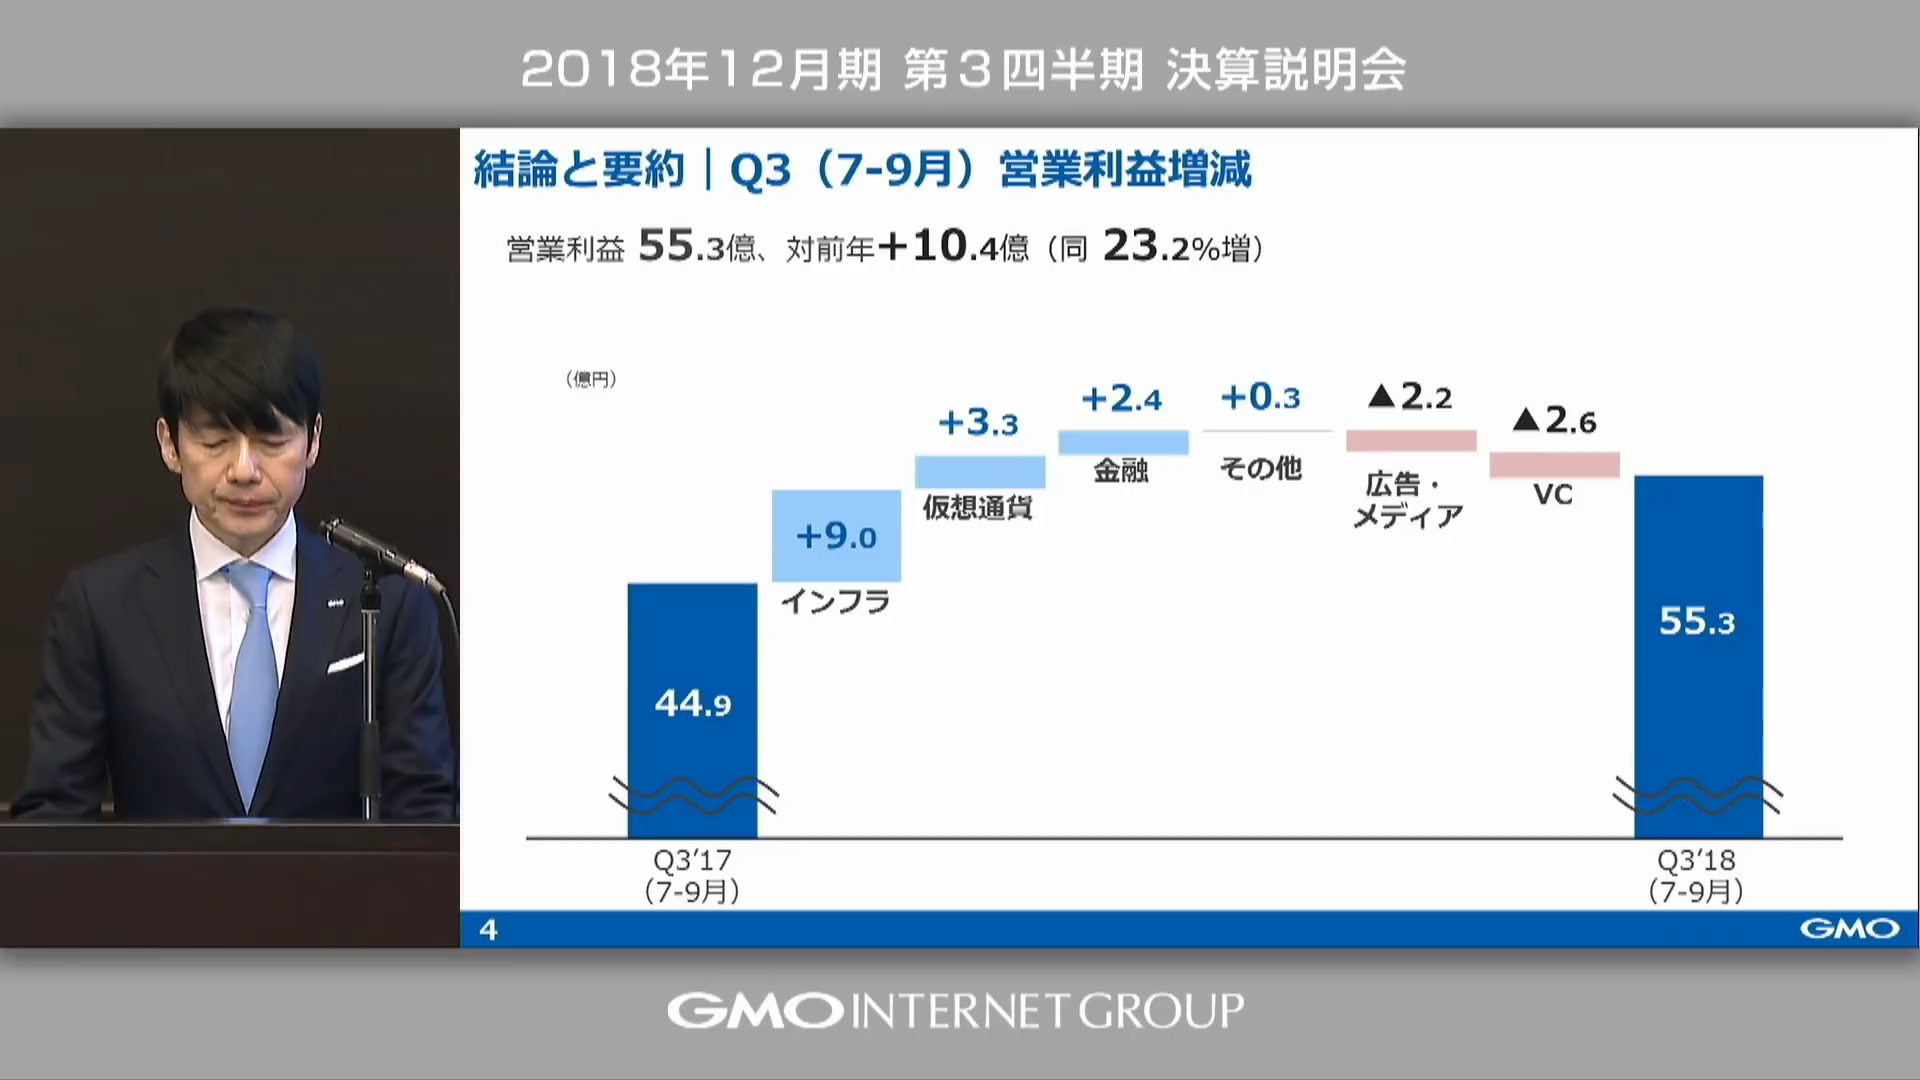 2018年12月期 第３四半期 決算説明会
結論と要約｜Q3（7-9月）営業利益増減
営業利益 55.3億、対前年+10.4億（同 23.2%増）
（億円）
44.9
+9.0
インフラ
+3.3
仮想通貨
+2.4
金融
+0.3
その他
▲2.2
広告・
メディア
▲2.6
VC
55.3
Q3'17
（7-9月）
Q3'18
（7-9月）
4
GMO
GMO INTERNET GROUP